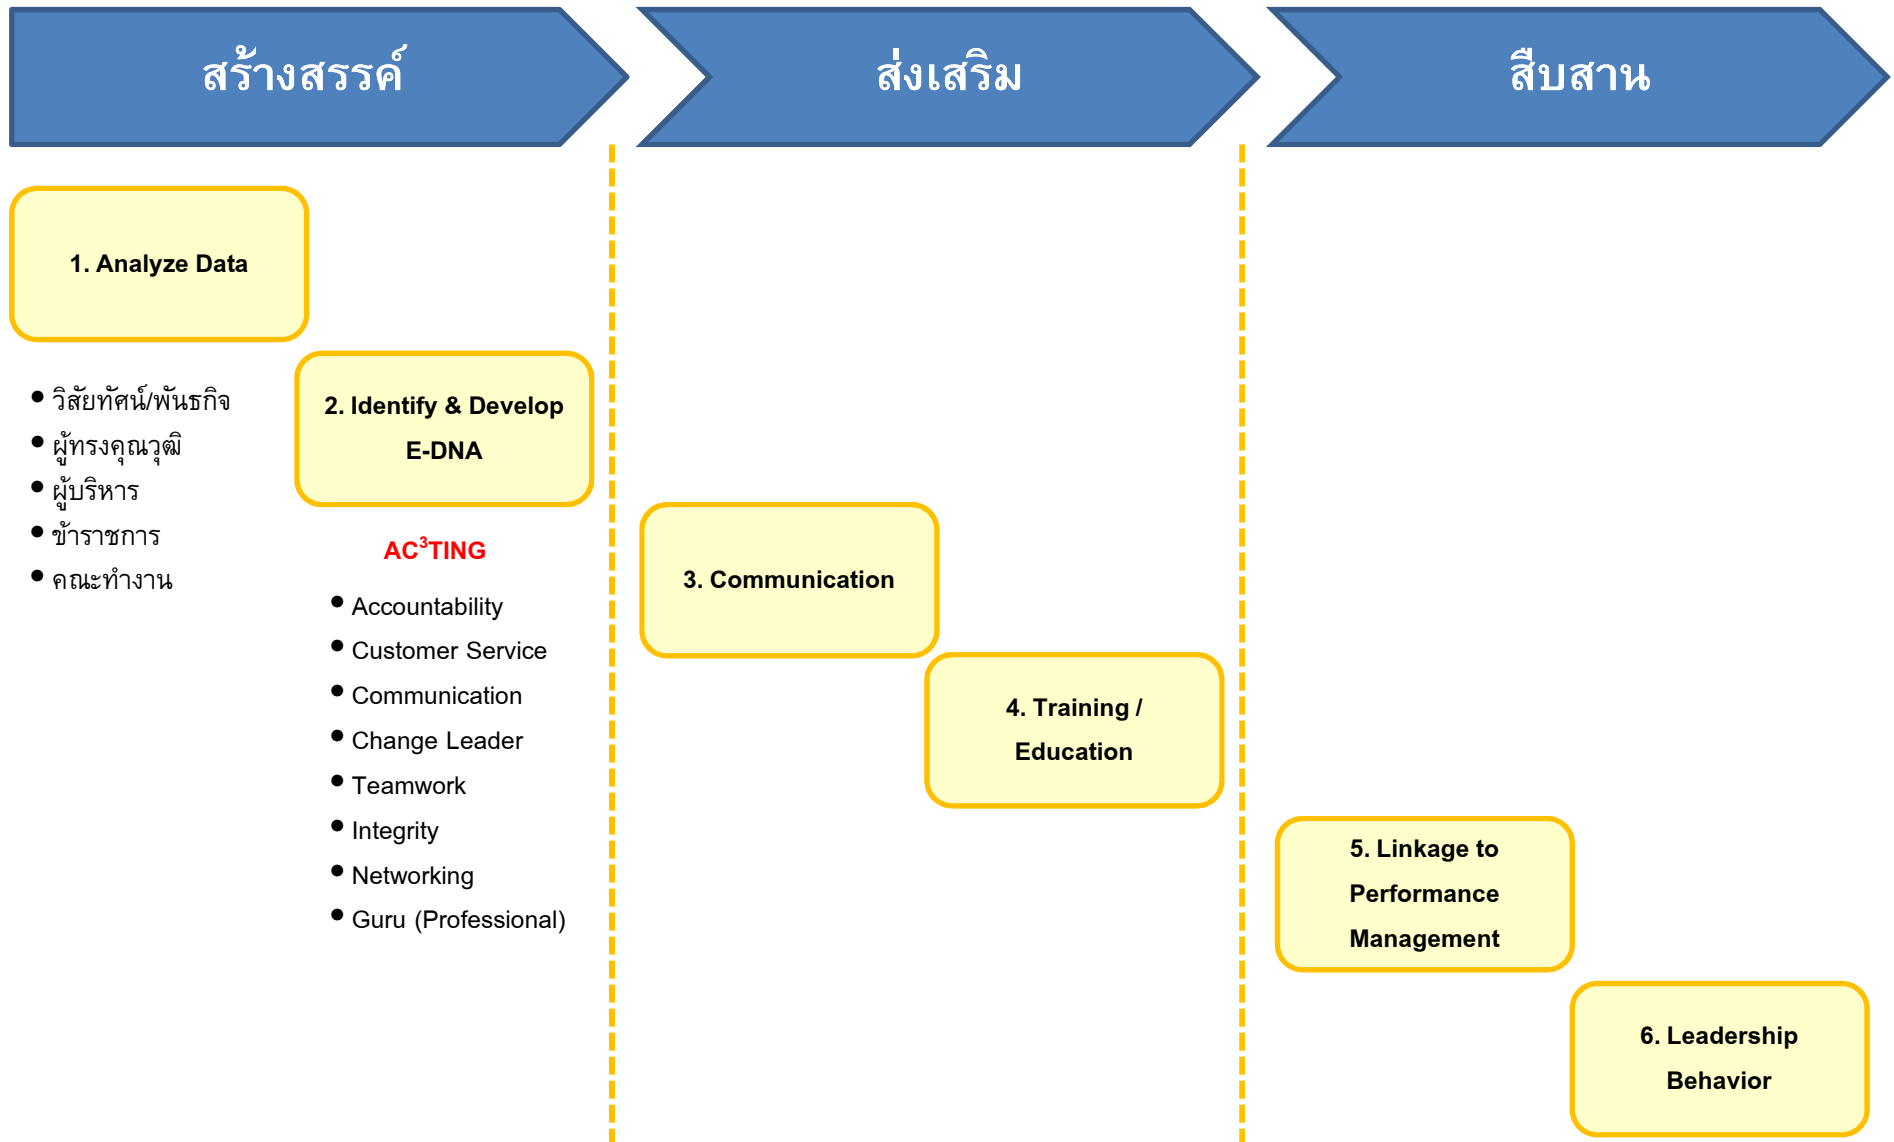 สร้างสรรค์
ส่งเสริม
สืบสาน
1. Analyze Data
• วิสัยทัศน์/พันธกิจ
• ผู้ทรงคุณวุฒิ
• ผู้บริหาร
• ข้าราชการ
• คณะทำงาน
2. Identify & Develop
E-DNA
AC³TING
• Accountability
• Customer Service
• Communication
• Change Leader
• Teamwork
• Integrity
• Networking
• Guru (Professional)
3. Communication
4. Training /
Education
5. Linkage to
Performance
Management
6. Leadership
Behavior